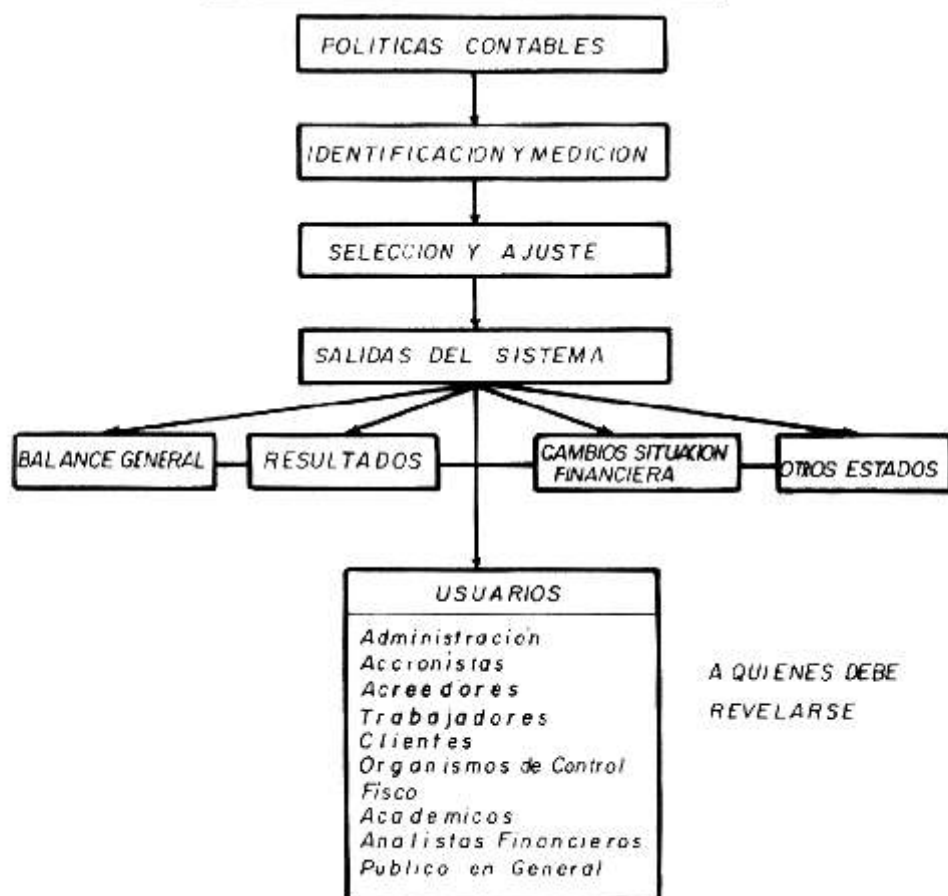 POLITICAS CONTABLES
IDENTIFICACION Y MEDICION
SELECCION Y AJUSTE
SALIDAS DEL SISTEMA
BALANCE GENERAL
RESULTADOS
CAMBIOS SITUACION
FINANCIERA
OTROS ESTADOS
USUARIOS
Administración
Accionistas
Acreedores
Trabajadores
Clientes
Organismos de Control
Fisco
Academicos
Analistas Financieros
Publico en General
A QUIENES DEBE
REVELARSE